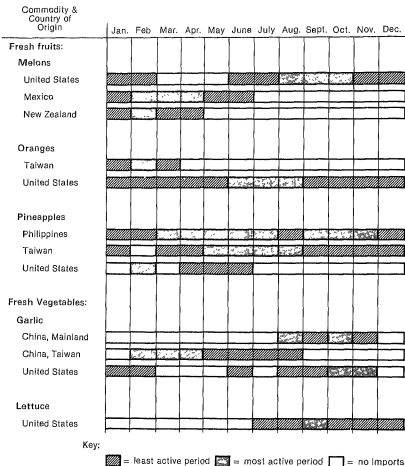 Commodity &
Country of
Origin
Jan. Feb Mar. Apr. May June July Aug. Sept. Oct. Nov. Dec.
Fresh fruits:
Melons
United States
Mexico
New Zealand
Oranges
Taiwan
United States
Pineapples
Philippines
Taiwan
United States
Fresh Vegetables:
Garlic
China, Mainland
China, Taiwan
United States
Lettuce
United States
Key:
= least active period = most active period = no imports